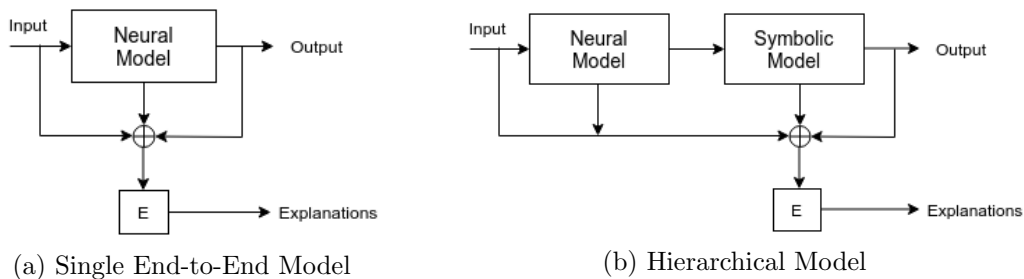 Input
Neural
Model
Output
E
Explanations
(a) Single End-to-End Model
Input
Neural
Model
Symbolic
Model
Output
E
Explanations
(b) Hierarchical Model